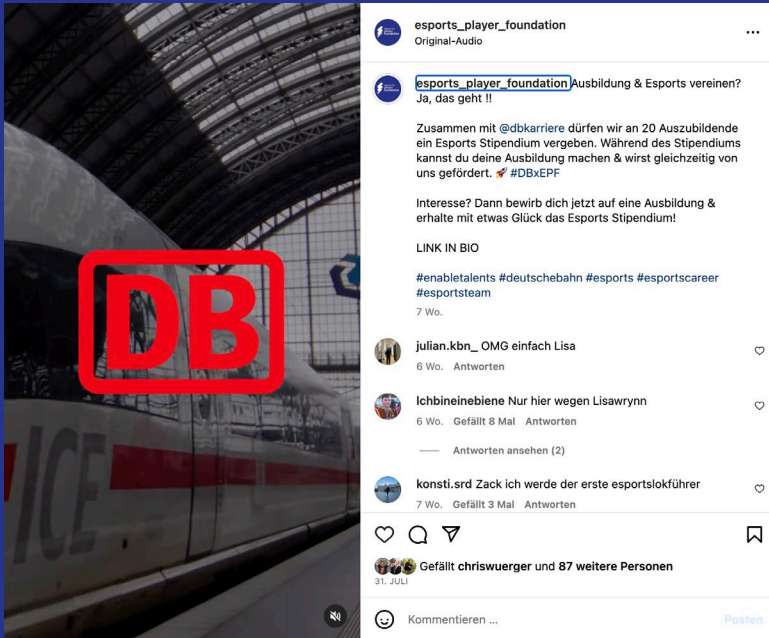 DB
ICE
esports_player_foundation
Original-Audio
esports_player_foundation Ausbildung & Esports vereinen?
Ja, das geht !!
Zusammen mit @dbkarriere dürfen wir an 20 Auszubildende
ein Esports Stipendium vergeben. Während des Stipendiums
kannst du deine Ausbildung machen & wirst gleichzeitig von
uns gefördert. 🚀 #DBxEPF
Interesse? Dann bewirb dich jetzt auf eine Ausbildung &
erhalte mit etwas Glück das Esports Stipendium!
LINK IN BIO
#enabletalents #deutschebahn #esports #esportscareer
#esportsteam
7 Wo.
julian.kbn_ OMG einfach Lisa
6 Wo. Antworten
Ichbineinebiene Nur hier wegen Lisawrynn
6 Wo. Gefällt 8 Mal Antworten
Antworten ansehen (2)
konsti.srd Zack ich werde der erste esportslokführer
7 Wo. Gefällt 3 Mal Antworten
Gefällt chriswuerger und 87 weitere Personen
31. JULI
Kommentieren ...
Posten